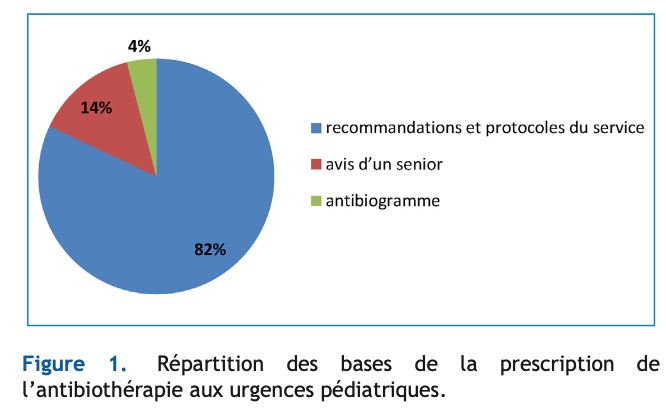 4%
14%
82%
recommandations et protocoles du service
avis d’un senior
antibiogramme
Figure 1. Répartition des bases de la prescription de
l’antibiothérapie aux urgences pédiatriques.